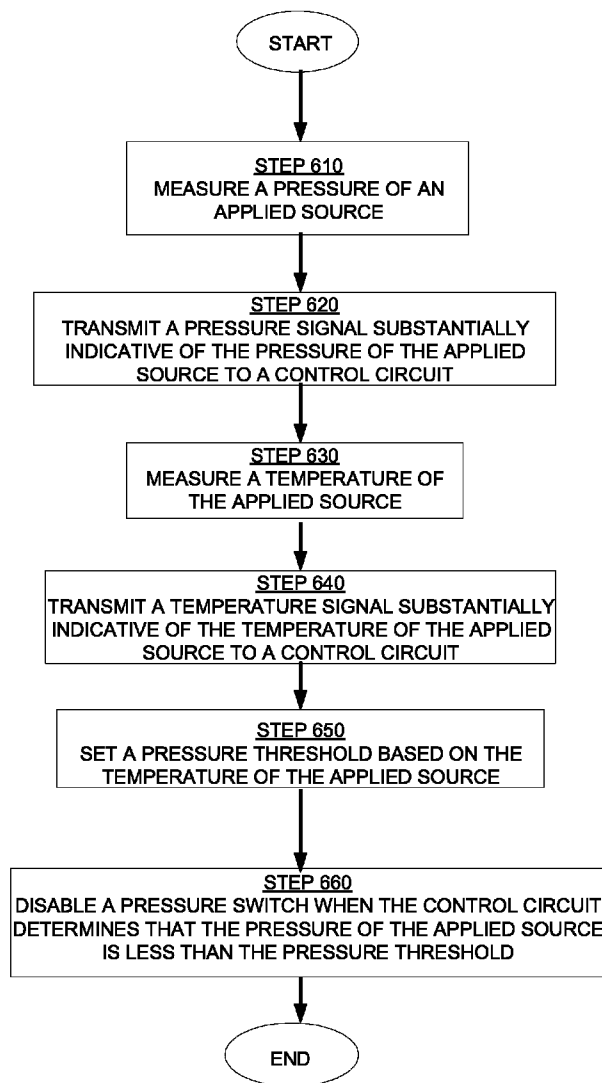 START
STEP 610
MEASURE A PRESSURE OF AN
APPLIED SOURCE
STEP 620
TRANSMIT A PRESSURE SIGNAL SUBSTANTIALLY
INDICATIVE OF THE PRESSURE OF THE APPLIED
SOURCE TO A CONTROL CIRCUIT
STEP 630
MEASURE A TEMPERATURE OF
THE APPLIED SOURCE
STEP 640
TRANSMIT A TEMPERATURE SIGNAL SUBSTANTIALLY
INDICATIVE OF THE TEMPERATURE OF THE APPLIED
SOURCE TO A CONTROL CIRCUIT
STEP 650
SET A PRESSURE THRESHOLD BASED ON THE
TEMPERATURE OF THE APPLIED SOURCE
STEP 660
DISABLE A PRESSURE SWITCH WHEN THE CONTROL CIRCUIT
DETERMINES THAT THE PRESSURE OF THE APPLIED SOURCE
IS LESS THAN THE PRESSURE THRESHOLD
END